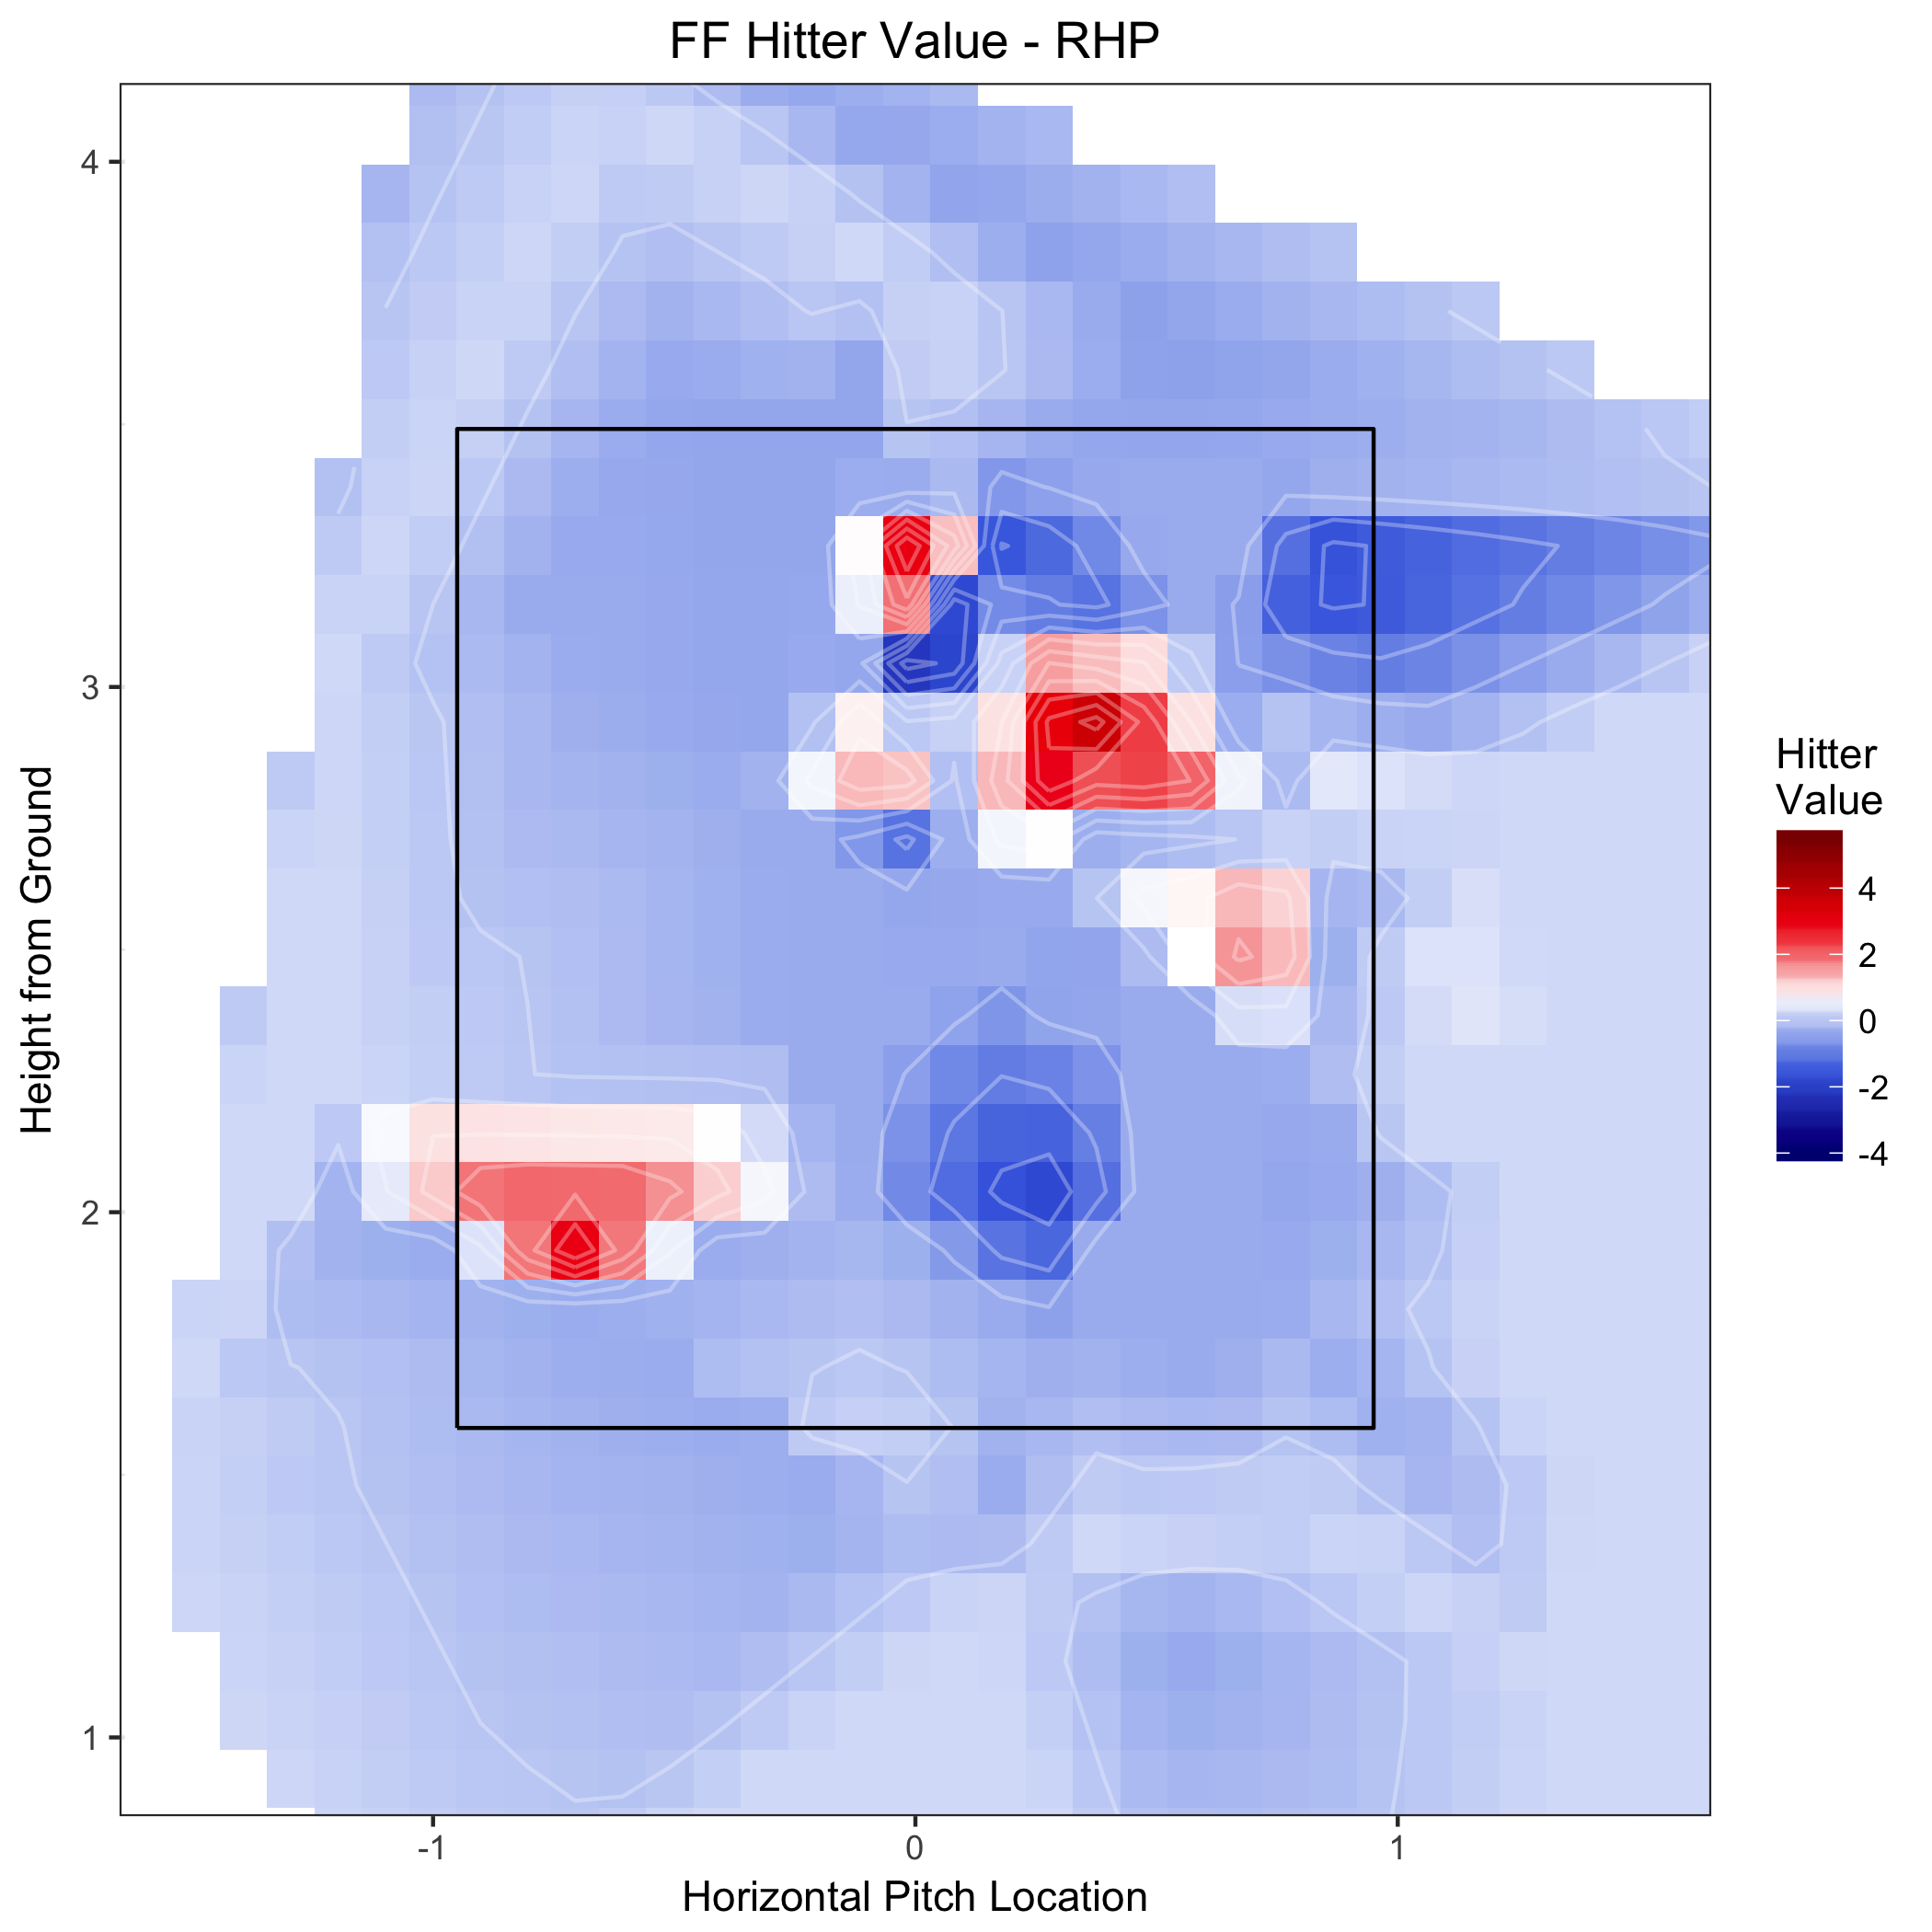 FF Hitter Value - RHP
4
3
2
1
Height from Ground
-1 0 1
Horizontal Pitch Location
Hitter
Value
4
2
0
-2
-4